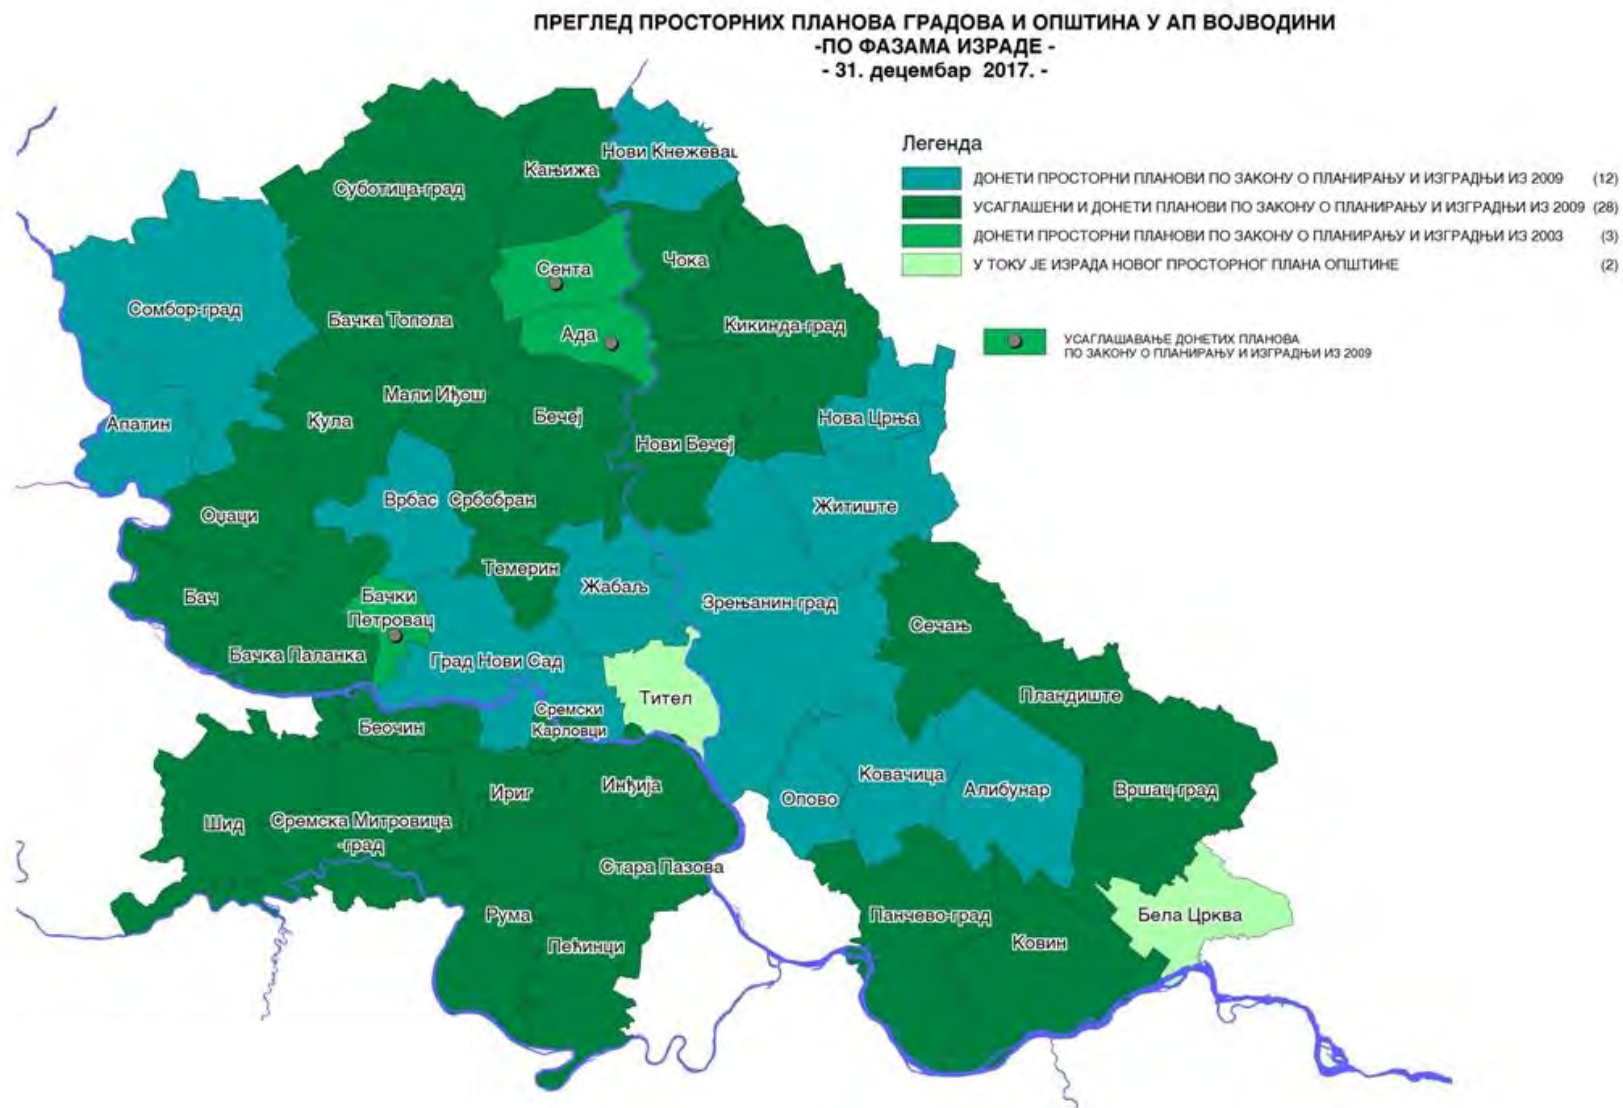 ПРЕГЛЕД ПРОСТОРНИХ ПЛАНОВА ГРАДОВА И ОПШТИНА У АП ВОЈВОДИНИ
-ПО ФАЗАМА ИЗРАДЕ -
- 31. децембар 2017. -
Легенда
ДОНЕТИ ПРОСТОРНИ ПЛАНОВИ ПО ЗАКОНУ О ПЛАНИРАЊУ И ИЗГРАДЊИ ИЗ 2009 (12)
УСАГЛАШЕНИ И ДОНЕТИ ПЛАНОВИ ПО ЗАКОНУ О ПЛАНИРАЊУ И ИЗГРАДЊИ ИЗ 2009 (28)
ДОНЕТИ ПРОСТОРНИ ПЛАНОВИ ПО ЗАКОНУ О ПЛАНИРАЊУ И ИЗГРАДЊИ ИЗ 2003 (3)
У ТОКУ ЈЕ ИЗРАДА НОВОГ ПРОСТОРНОГ ПЛАНА ОПШТИНЕ (2)
УСАГЛАШАВАЊЕ ДОНЕТИХ ПЛАНОВА
ПО ЗАКОНУ О ПЛАНИРАЊУ И ИЗГРАДЊИ ИЗ 2009
Нови Кнежевац
Кањижа
Суботица-град
Чока
Сента
Сомбор-град
Бачка Топола
Кикинда-град
Ада
Мали Иђош
Бечеј
Нова Црња
Апатин
Кула
Нови Бечеј
Врбас
Србобран
Житиште
Оџаци
Темерин
Жабаљ
Бач
Бачки
Петровац
Зрењанин-град
Сечањ
Бачка Паланка
Град Нови Сад
Тител
Пландиште
Сремски
Карловци
Беочин
Ковачица
Инђија
Ириг
Опово
Алибунар
Вршац-град
Шид
Сремска Митровица
-град
Стара Пазова
Рума
Панчево-град
Бела Црква
Пећинци
Ковин